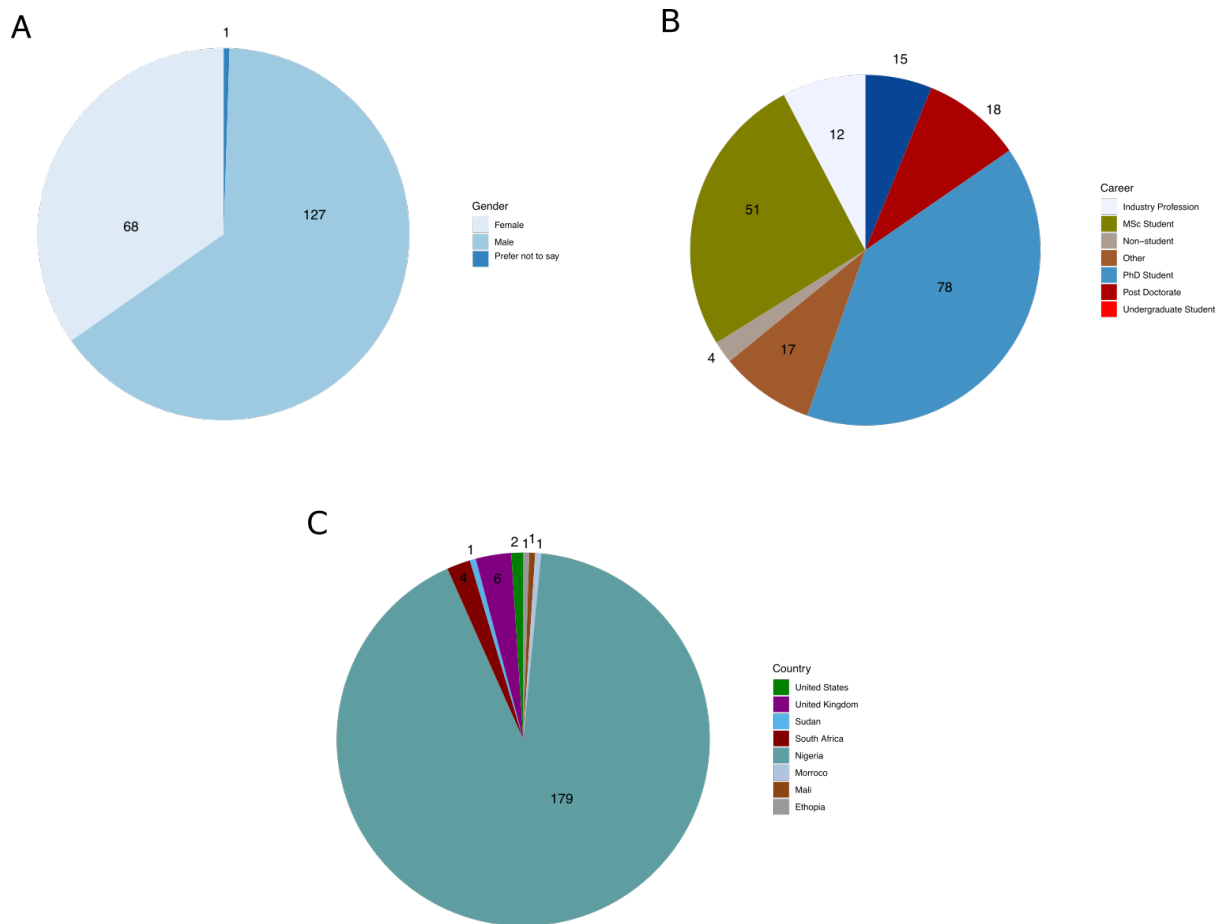 A
1
68
127
Gender
Female
Male
Prefer not to say
B
15
18
12
51
78
4
17
Career
Industry Profession
MSc Student
Non-student
Other
PhD Student
Post Doctorate
Undergraduate Student
C
1
2
1
1
1
4
6
179
Country
United States
United Kingdom
Sudan
South Africa
Nigeria
Morroco
Mali
Ethopia